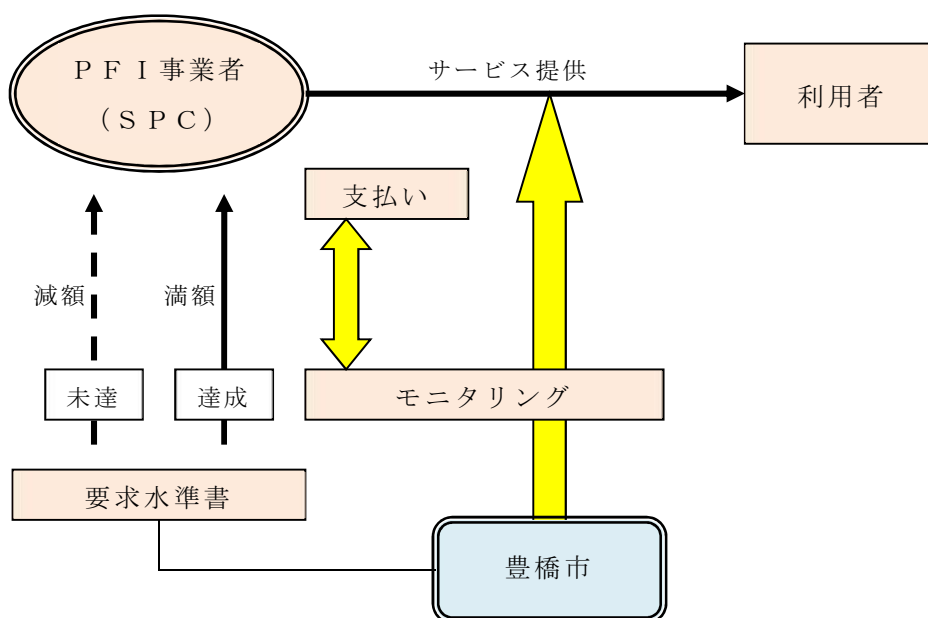 PFI事業者
(SPC)
サービス提供
利用者
支払い
減額
満額
未達
達成
モニタリング
要求水準書
豊橋市